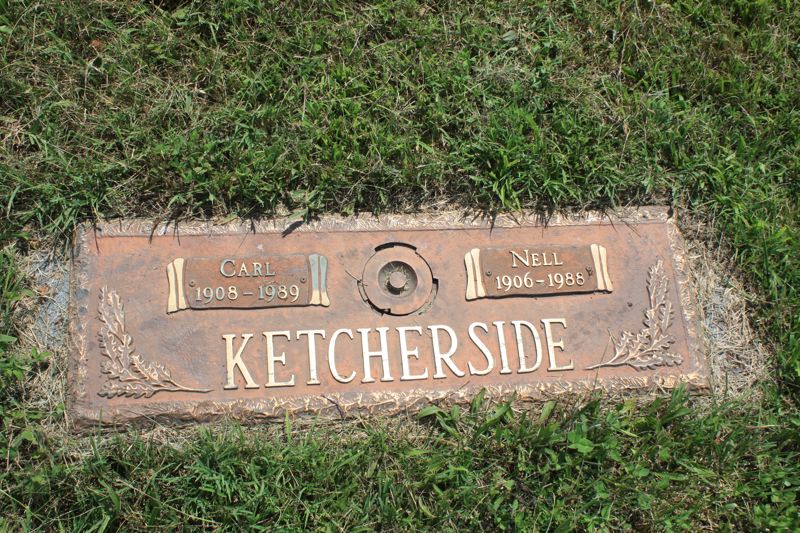 CARL
1908 - 1989
NELL
1906 - 1988
KETCHERSIDE